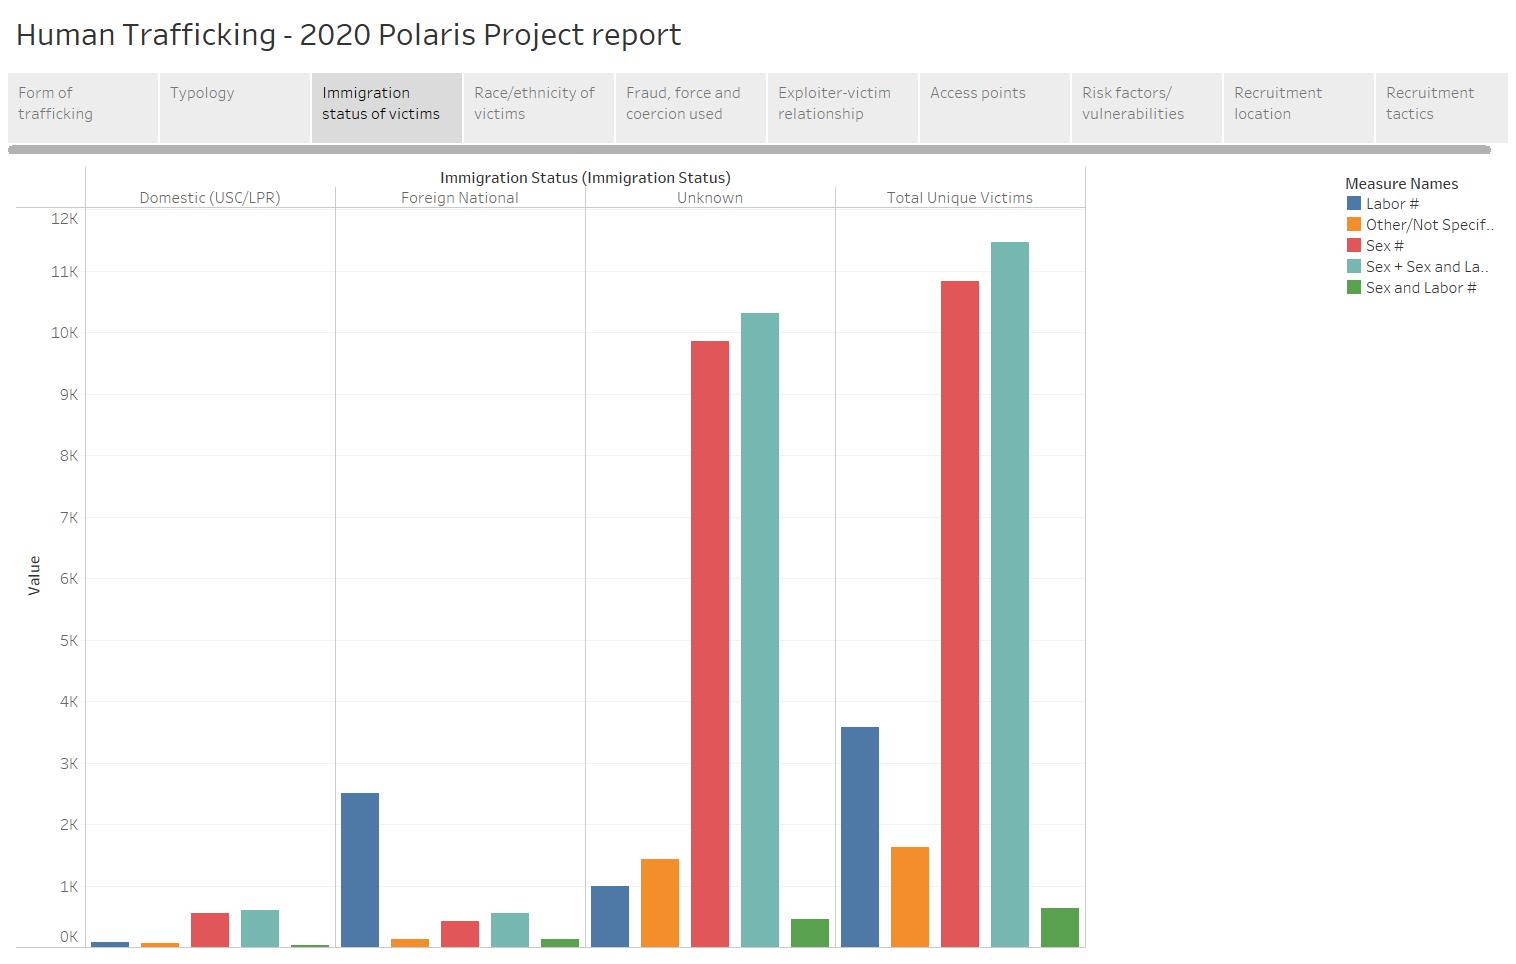 Human Trafficking - 2020 Polaris Project report
Form of
trafficking
Typology
Immigration
status of victims
Race/ethnicity of
victims
Fraud, force and
coercion used
Exploiter-victim
relationship
Access points
Risk factors/
vulnerabilities
Recruitment
location
Recruitment
tactics
Immigration Status (Immigration Status)
Domestic (USC/LPR)
Foreign National
Unknown
Total Unique Victims
12K
11K
10K
9K
8K
7K
6K
5K
4K
3K
2K
1K
0K
Value
Measure Names
Labor #
Other/Not Specif..
Sex #
Sex + Sex and La..
Sex and Labor #